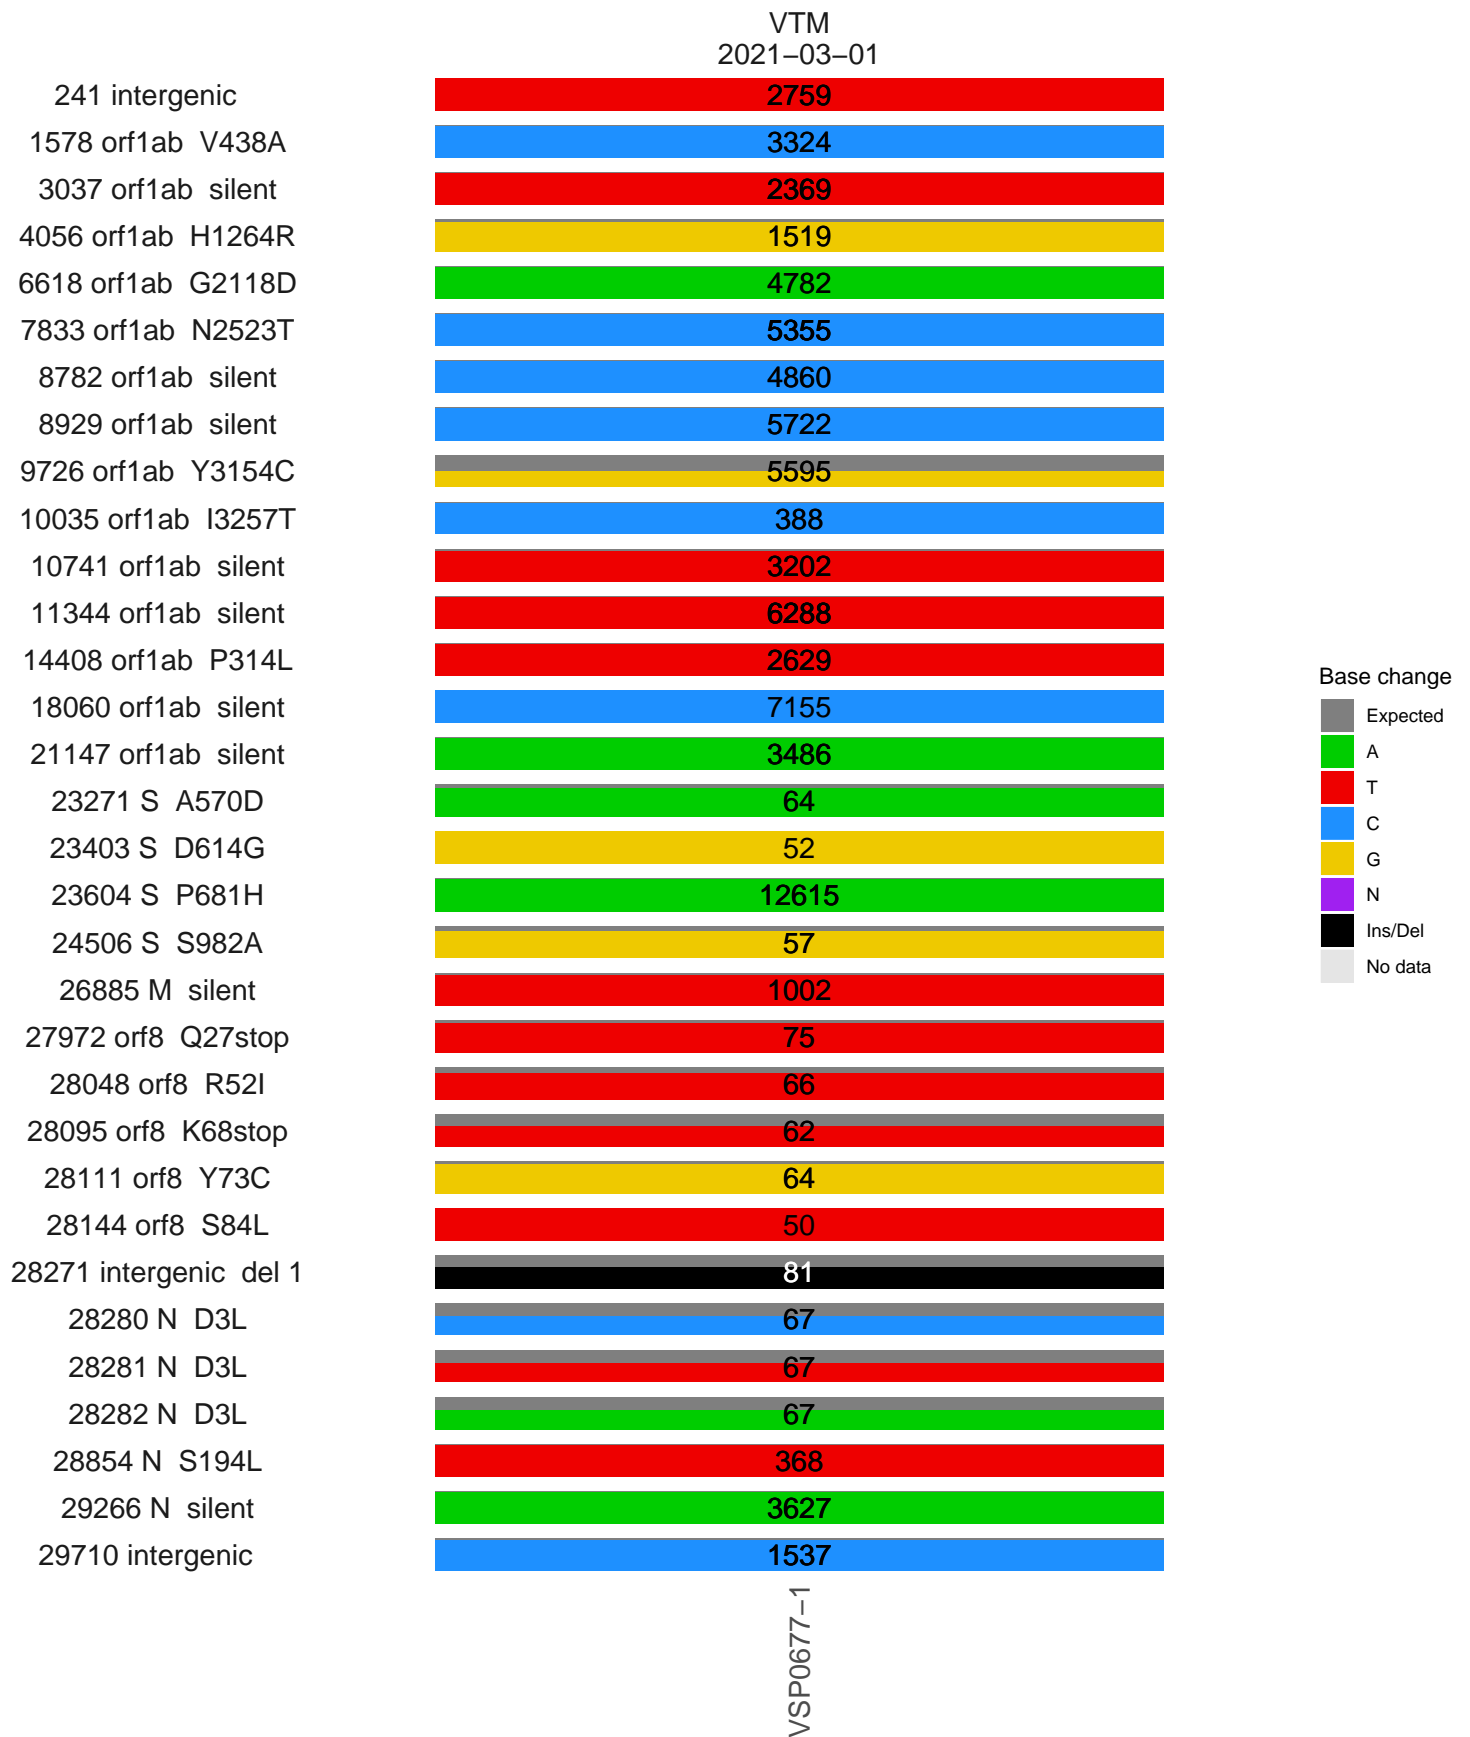 VTM
2021−03−01
241 intergenic 2759
1578 orf1ab V438A 3324
3037 orf1ab silent 2369
4056 orf1ab H1264R 1519
6618 orf1ab G2118D 4782
7833 orf1ab N2523T 5355
8782 orf1ab silent 4860
8929 orf1ab silent 5722
9726 orf1ab Y3154C 5595
10035 orf1ab I3257T 388
10741 orf1ab silent 3202
11344 orf1ab silent 6288
14408 orf1ab P314L 2629
18060 orf1ab silent 7155
21147 orf1ab silent 3486
23271 S A570D 64
23403 S D614G 52
23604 S P681H 12615
24506 S S982A 57
26885 M silent 1002
27972 orf8 Q27stop 75
28048 orf8 R52I 66
28095 orf8 K68stop 62
28111 orf8 Y73C 64
28144 orf8 S84L 50
28271 intergenic del 1 81
28280 N D3L 67
28281 N D3L 67
28282 N D3L 67
28854 N S194L 368
29266 N silent 3627
29710 intergenic 1537
VSP0677−1
Base change
Expected
A
T
C
G
N
Ins/Del
No data